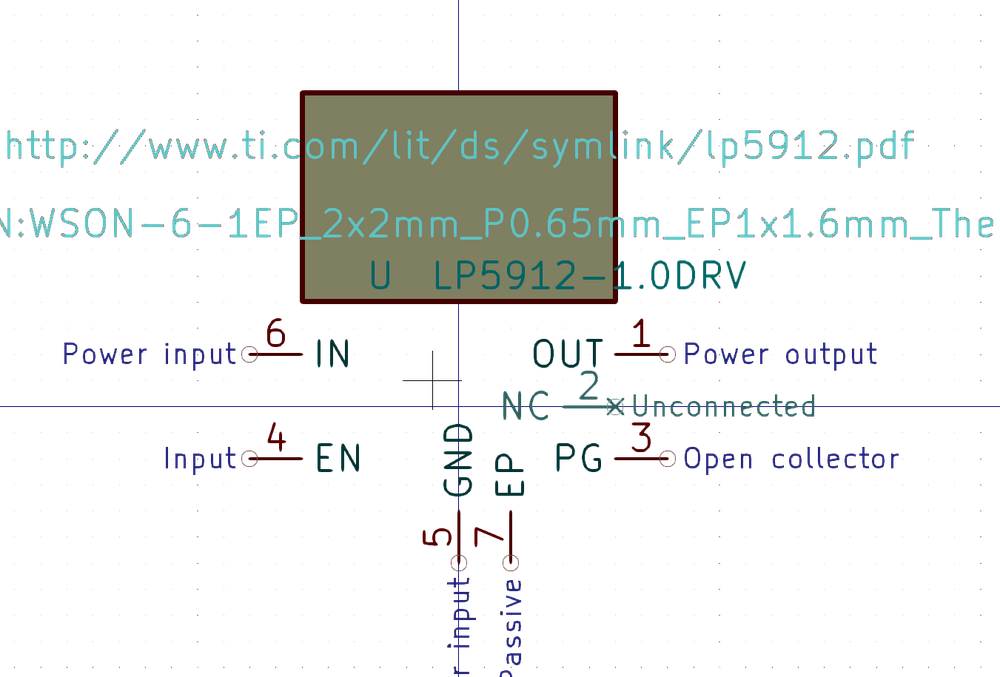 http://www.ti.com/lit/ds/symlink/lp5912.pdf
N:WSON-6-1EP_2x2mm_P0.65mm_EP1x1.6mm_The
U LP5912-1.0DRV
Power input 6 IN
OUT 1 Power output
NC 2 Unconnected
Input 4 EN
PG 3 Open collector
GND 5 r input
EP 7 Passive